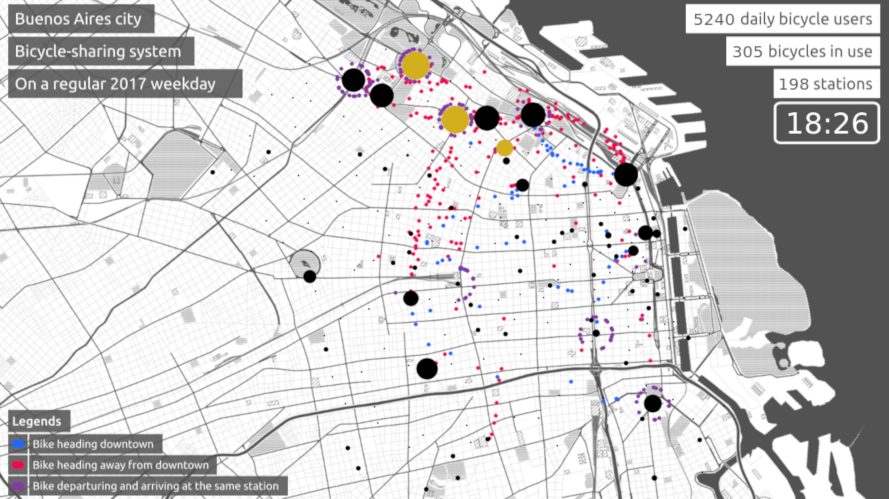 Buenos Aires city
Bicycle-sharing system
On a regular 2017 weekday
5240 daily bicycle users
305 bicycles in use
198 stations
18:26
Legends
Bike heading downtown
Bike heading away from downtown
Bike departuring and arriving at the same station